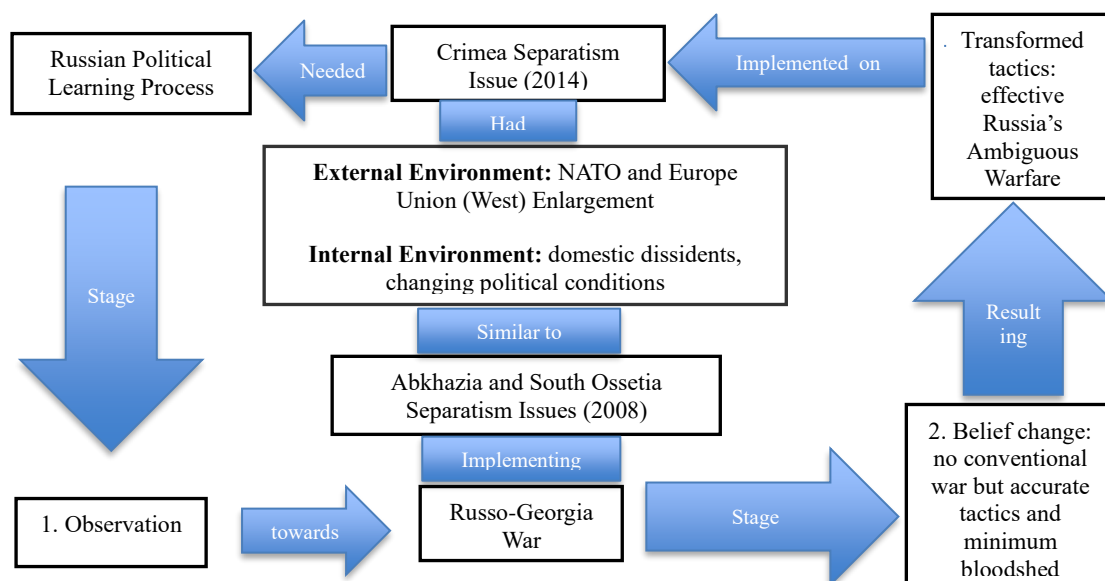 Russian Political
Learning Process
Needed
Crimea Separatism
Issue (2014)
Implemented on
Transformed
tactics:
effective
Russia’s
Ambiguous
Warfare
Had
External Environment: NATO and Europe
Union (West) Enlargement
Internal Environment: domestic dissidents,
changing political conditions
Stage
Similar to
Result
ing
Abkhazia and South Ossetia
Separatism Issues (2008)
Implementing
1. Observation
towards
Russo-Georgia
War
Stage
2. Belief change:
no conventional
war but accurate
tactics and
minimum
bloodshed